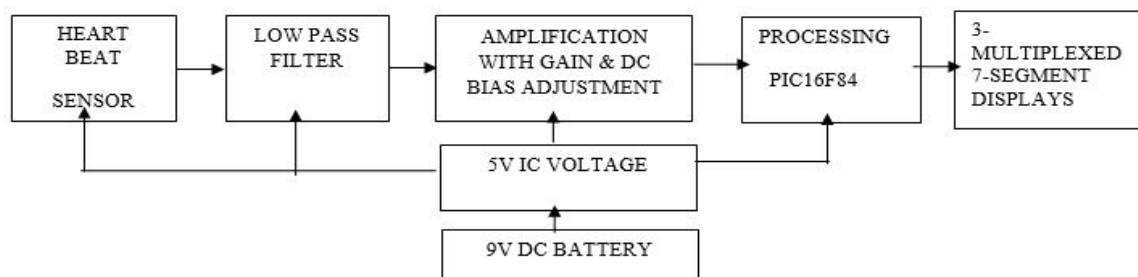 HEART
BEAT
SENSOR
LOW PASS
FILTER
AMPLIFICATION
WITH GAIN & DC
BIAS ADJUSTMENT
PROCESSING
PIC16F84
3-
MULTIPLEXED
7-SEGMENT
DISPLAYS
5V IC VOLTAGE
9V DC BATTERY